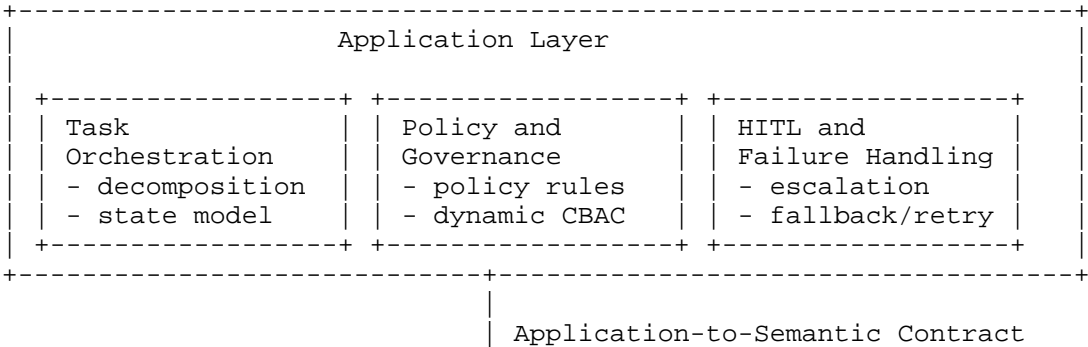 Application Layer
Task Policy and HITL and
Orchestration Governance Failure Handling
- decomposition - policy rules - escalation
- state model - dynamic CBAC - fallback/retry
Application-to-Semantic Contract